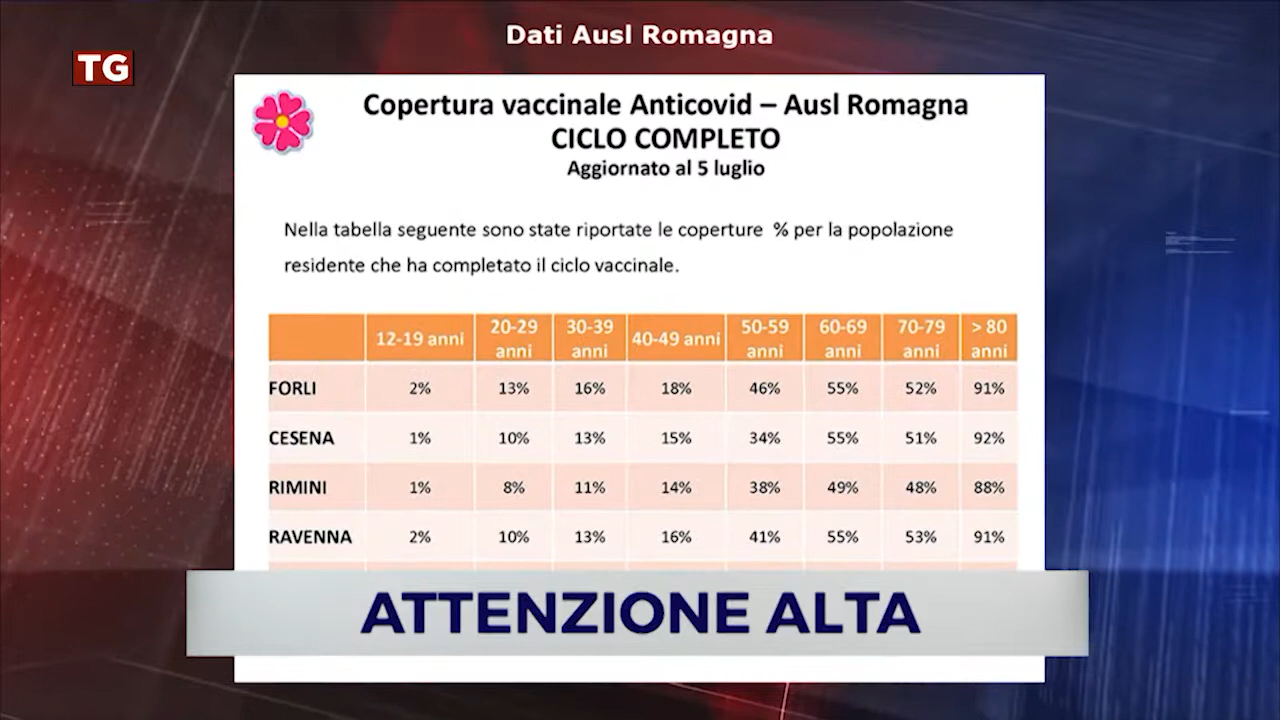 Dati Ausl Romagna
TG
Copertura vaccinale Anticovid – Ausl Romagna
CICLO COMPLETO
Aggiornato al 5 luglio
Nella tabella seguente sono state riportate le coperture % per la popolazione
residente che ha completato il ciclo vaccinale.
12-19 anni 20-29 anni 30-39 anni 40-49 anni 50-59 anni 60-69 anni 70-79 anni > 80 anni
FORLI 2% 13% 16% 18% 46% 55% 52% 91%
CESENA 1% 10% 13% 15% 34% 55% 51% 92%
RIMINI 1% 8% 11% 14% 38% 49% 48% 88%
RAVENNA 2% 10% 13% 16% 41% 55% 53% 91%
ATTENZIONE ALTA